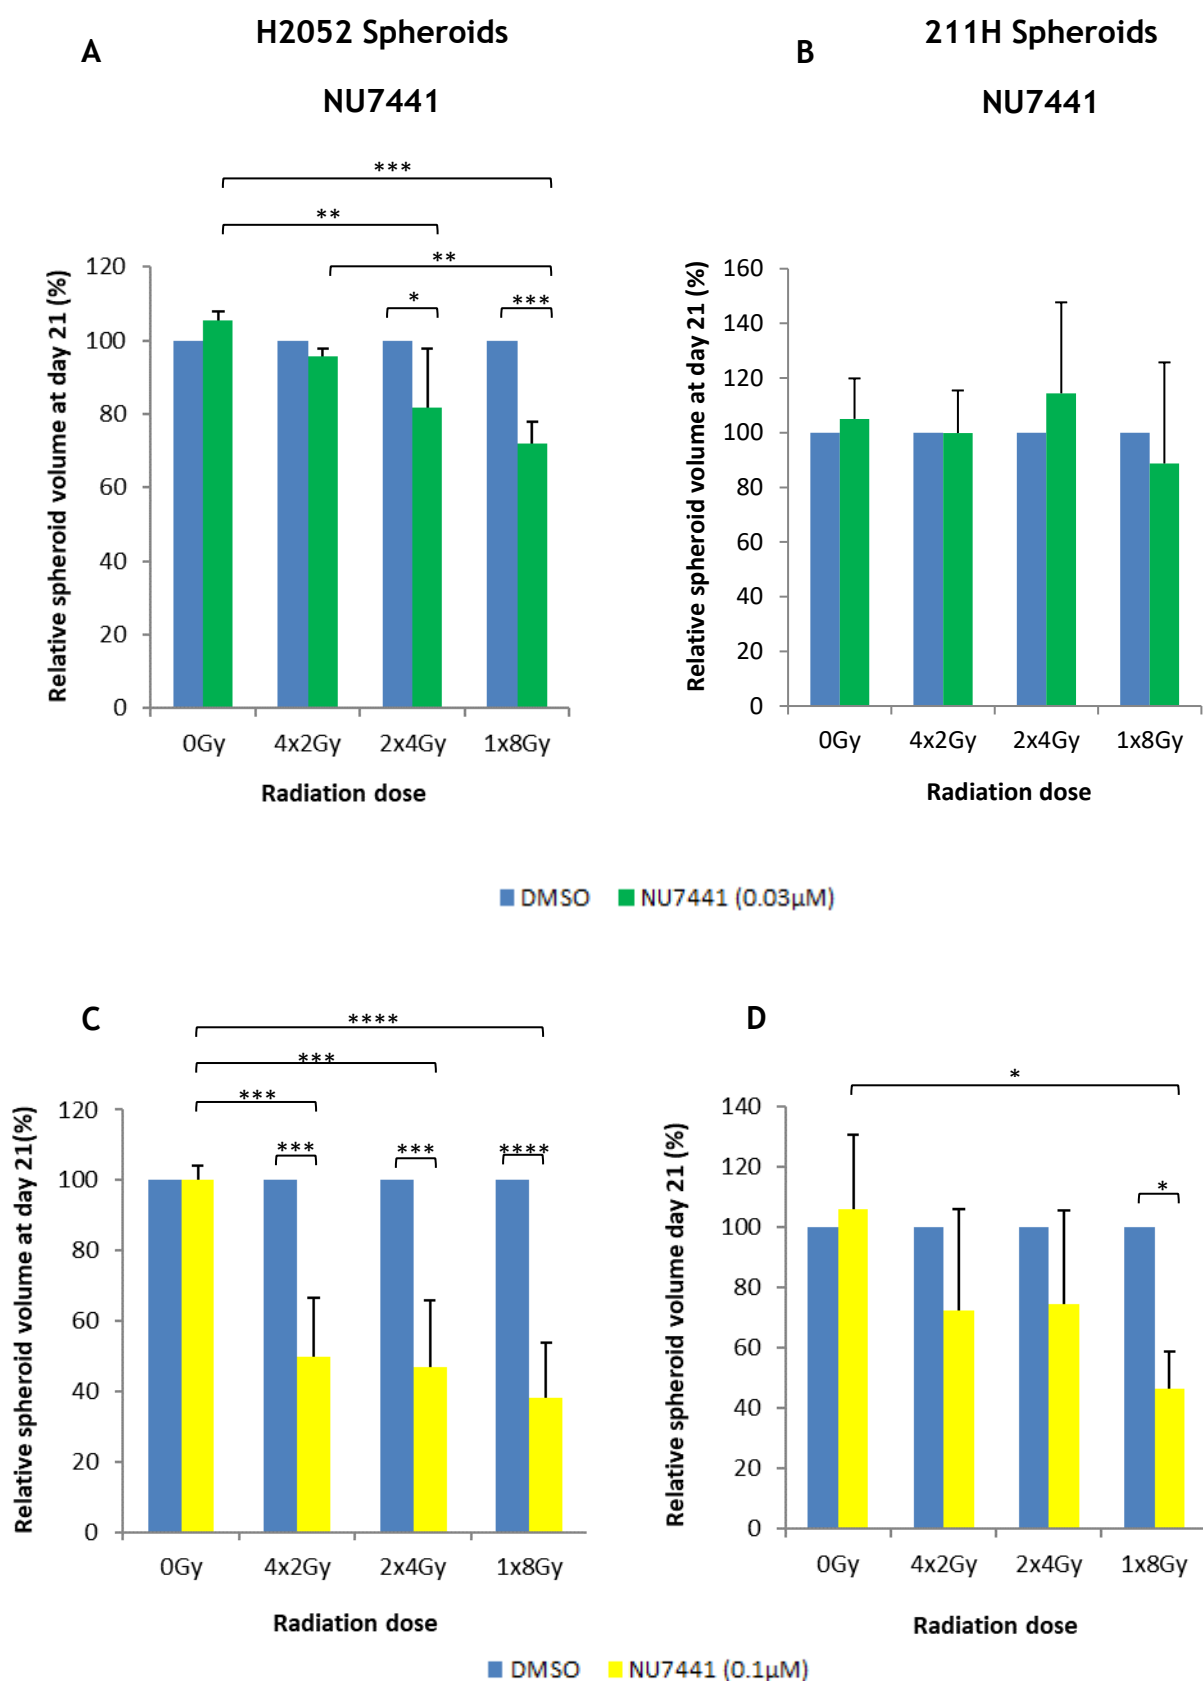 H2052 Spheroids
211H Spheroids
A
B
NU7441
NU7441
***
**
**
*
***
Relative spheroid volume at day 21 (%)
120
100
80
60
40
20
0
0Gy 4x2Gy 2x4Gy 1x8Gy
Radiation dose
Relative spheroid volume at day 21 (%)
160
140
120
100
80
60
40
20
0
0Gy 4x2Gy 2x4Gy 1x8Gy
Radiation dose
DMSO NU7441 (0.03µM)
C
****
***
***
***
***
****
Relative spheroid volume at day 21(%)
120
100
80
60
40
20
0
0Gy 4x2Gy 2x4Gy 1x8Gy
Radiation dose
D
*
*
Relative spheroid volume day 21 (%)
140
120
100
80
60
40
20
0
0Gy 4x2Gy 2x4Gy 1x8Gy
Radiation dose
DMSO NU7441 (0.1µM)